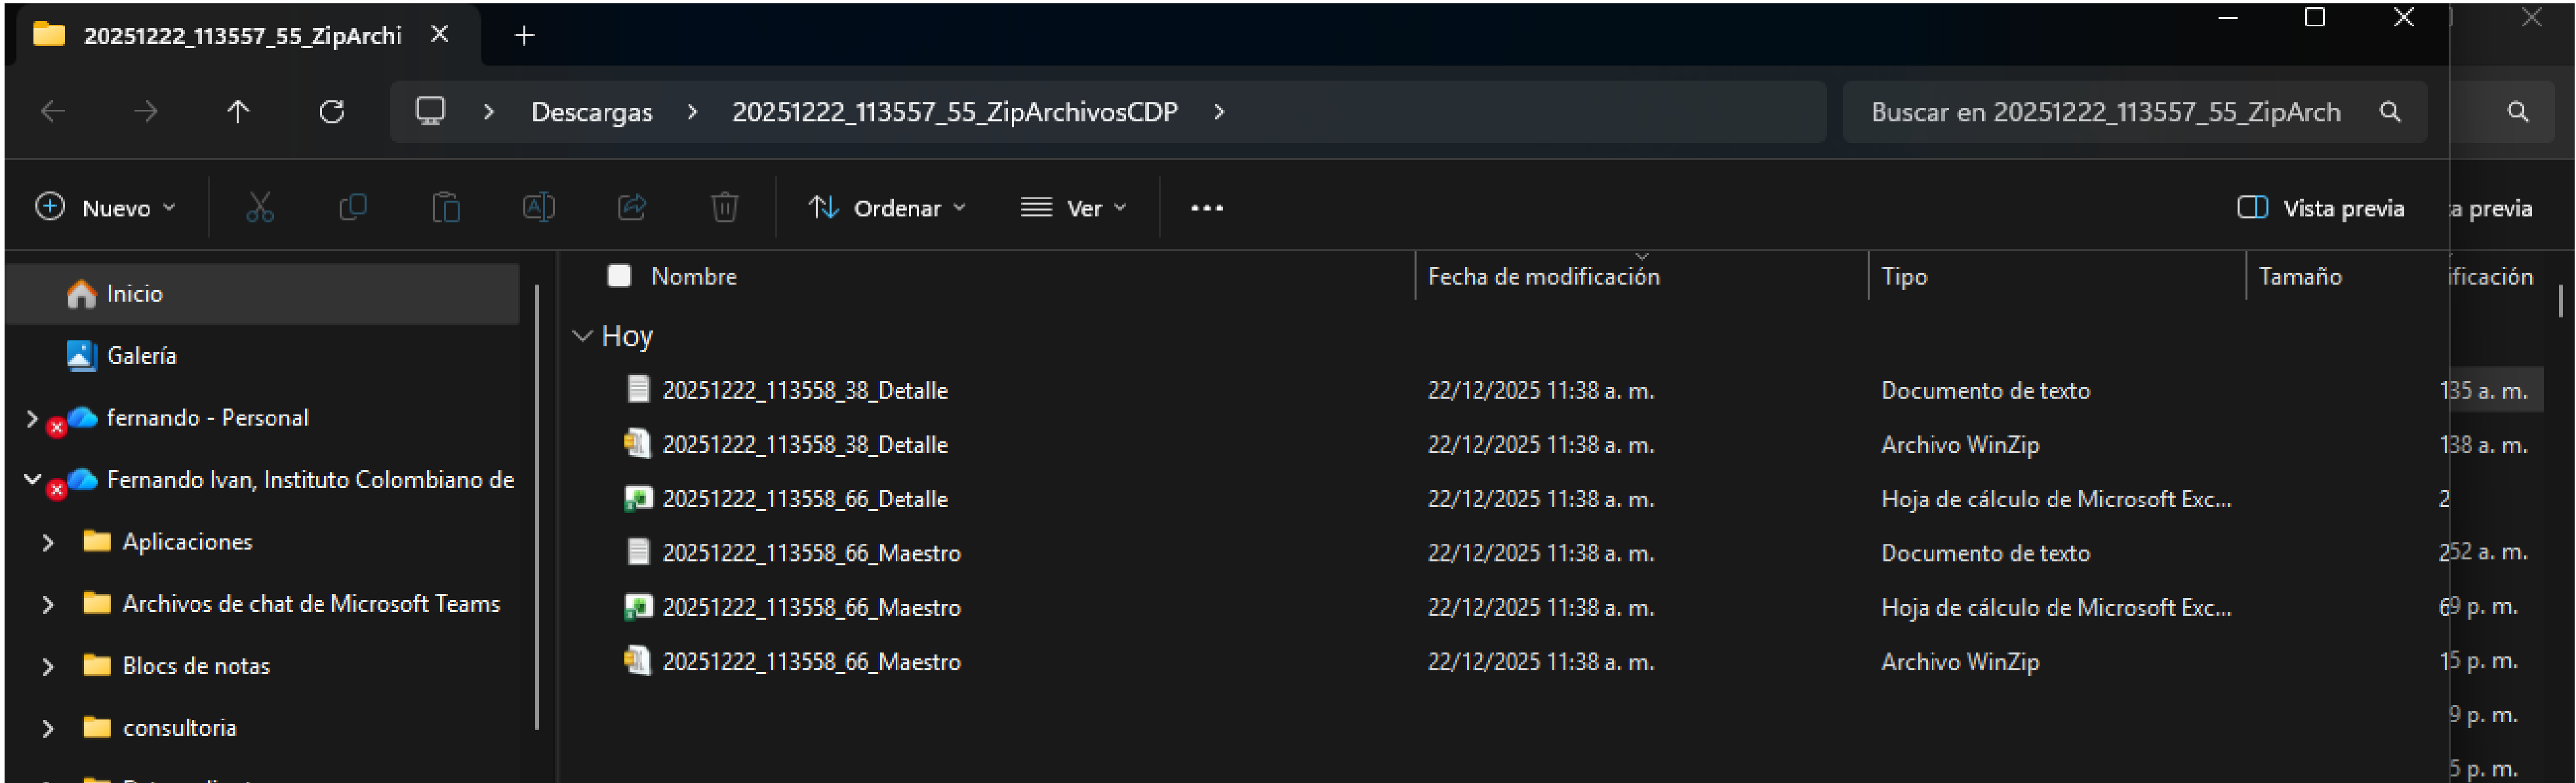 20251222_113557_55_ZipArchi
Descargas 20251222_113557_55_ZipArchivosCDP
Buscar en 20251222_113557_55_ZipArch
Nuevo
Ordenar
Ver
Vista previa
a previa
Inicio
Galería
fernando - Personal
Fernando Ivan, Instituto Colombiano de
Aplicaciones
Archivos de chat de Microsoft Teams
Blocs de notas
consultoria
Nombre Fecha de modificación Tipo Tamaño ificación
Hoy
20251222_113558_38_Detalle 22/12/2025 11:38 a. m. Documento de texto 135 a. m.
20251222_113558_38_Detalle 22/12/2025 11:38 a. m. Archivo WinZip 138 a. m.
20251222_113558_66_Detalle 22/12/2025 11:38 a. m. Hoja de cálculo de Microsoft Exc... 2
20251222_113558_66_Maestro 22/12/2025 11:38 a. m. Documento de texto 252 a. m.
20251222_113558_66_Maestro 22/12/2025 11:38 a. m. Hoja de cálculo de Microsoft Exc... 9 p. m.
20251222_113558_66_Maestro 22/12/2025 11:38 a. m. Archivo WinZip 15 p. m.
9 p. m.
5 p. m.